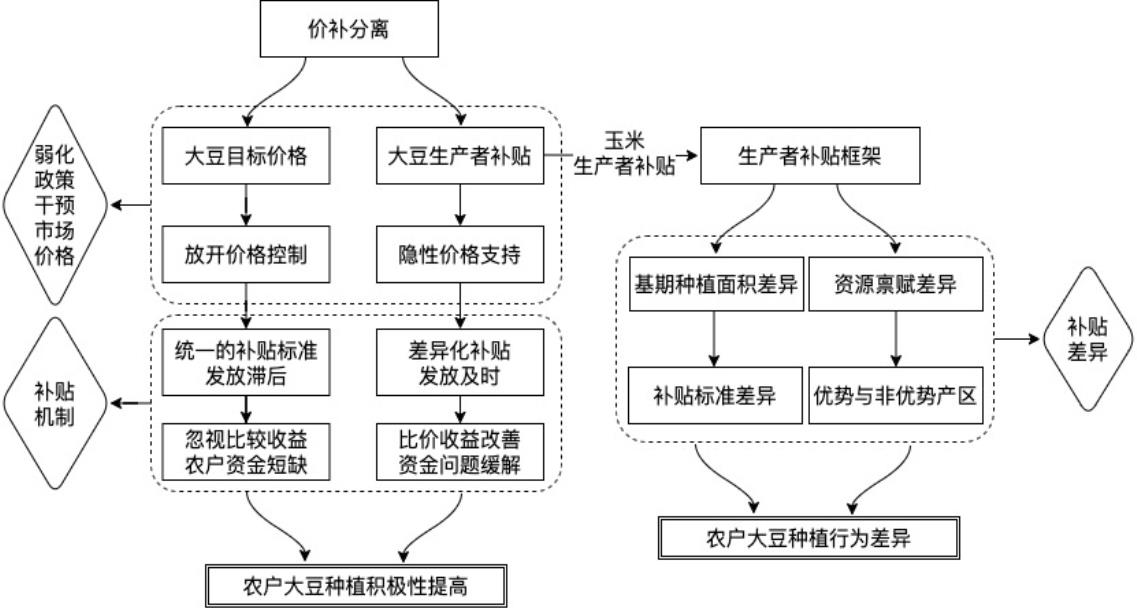 价补分离
弱化
政策
干预
市场
价格
大豆目标价格
大豆生产者补贴
放开价格控制
隐性价格支持
玉米
生产者补贴
生产者补贴框架
补贴
机制
统一的补贴标准
发放滞后
差异化补贴
发放及时
忽视比较收益
农户资金短缺
比价收益改善
资金问题缓解
农户大豆种植积极性提高
基期种植面积差异
资源禀赋差异
补贴标准差异
优势与非优势产区
补贴
差异
农户大豆种植行为差异